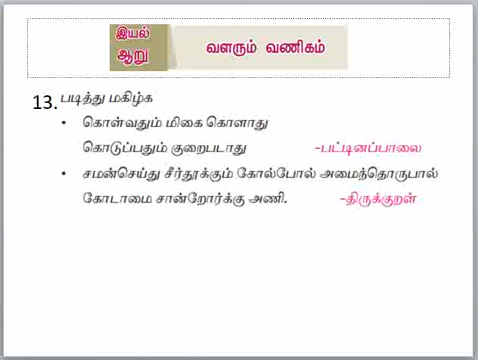 இயல்
ஆறு
வளரும் வணிகம்
13. படித்து மகிழ்க
• கொள்வதும் மிகை கொளாது
கொடுப்பதும் குறைபடாது -பட்டினப்பாலை
• சமன்செய்து சீர்தூக்கும் கோல்போல் அமைந்தொருபால்
கோடாமை சான்றோர்க்கு அணி. -திருக்குறள்